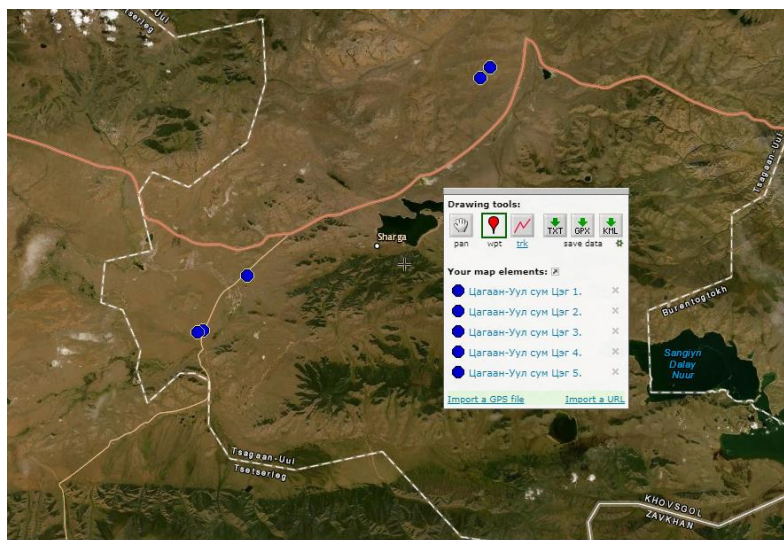 Tsagaan-Uul
Tsetserleg
Tsagaan-Uul
Burentogtokh
Sharga
Drawing tools:
pan wpt trk TXT GPX KML
save data
Your map elements:
Цагаан-Уул сум Цэг 1.
Цагаан-Уул сум Цэг 2.
Цагаан-Уул сум Цэг 3.
Цагаан-Уул сум Цэг 4.
Цагаан-Уул сум Цэг 5.
Import a GPS file Import a URL
Sangiyn
Dalay
Nuur
Tsagaan-Uul
Tsetserleg
KHOVSGOL
ZAVKHAN